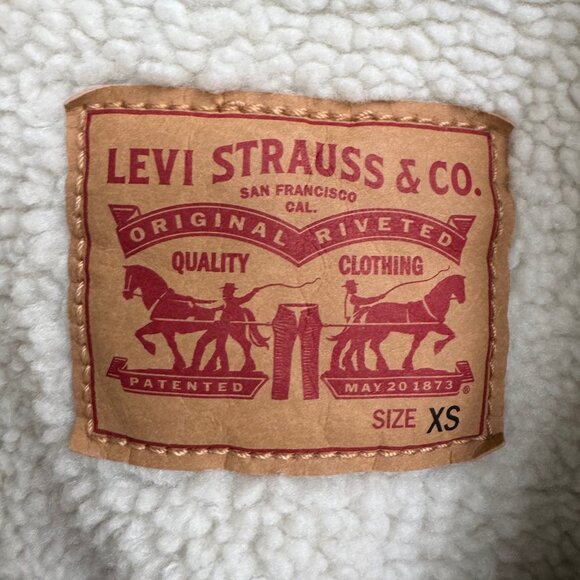 LEVI STRAUSS & CO.
SAN FRANCISCO
CAL.
ORIGINAL RIVETED
QUALITY CLOTHING
PATENTED MAY 20 1873 ®
SIZE XS